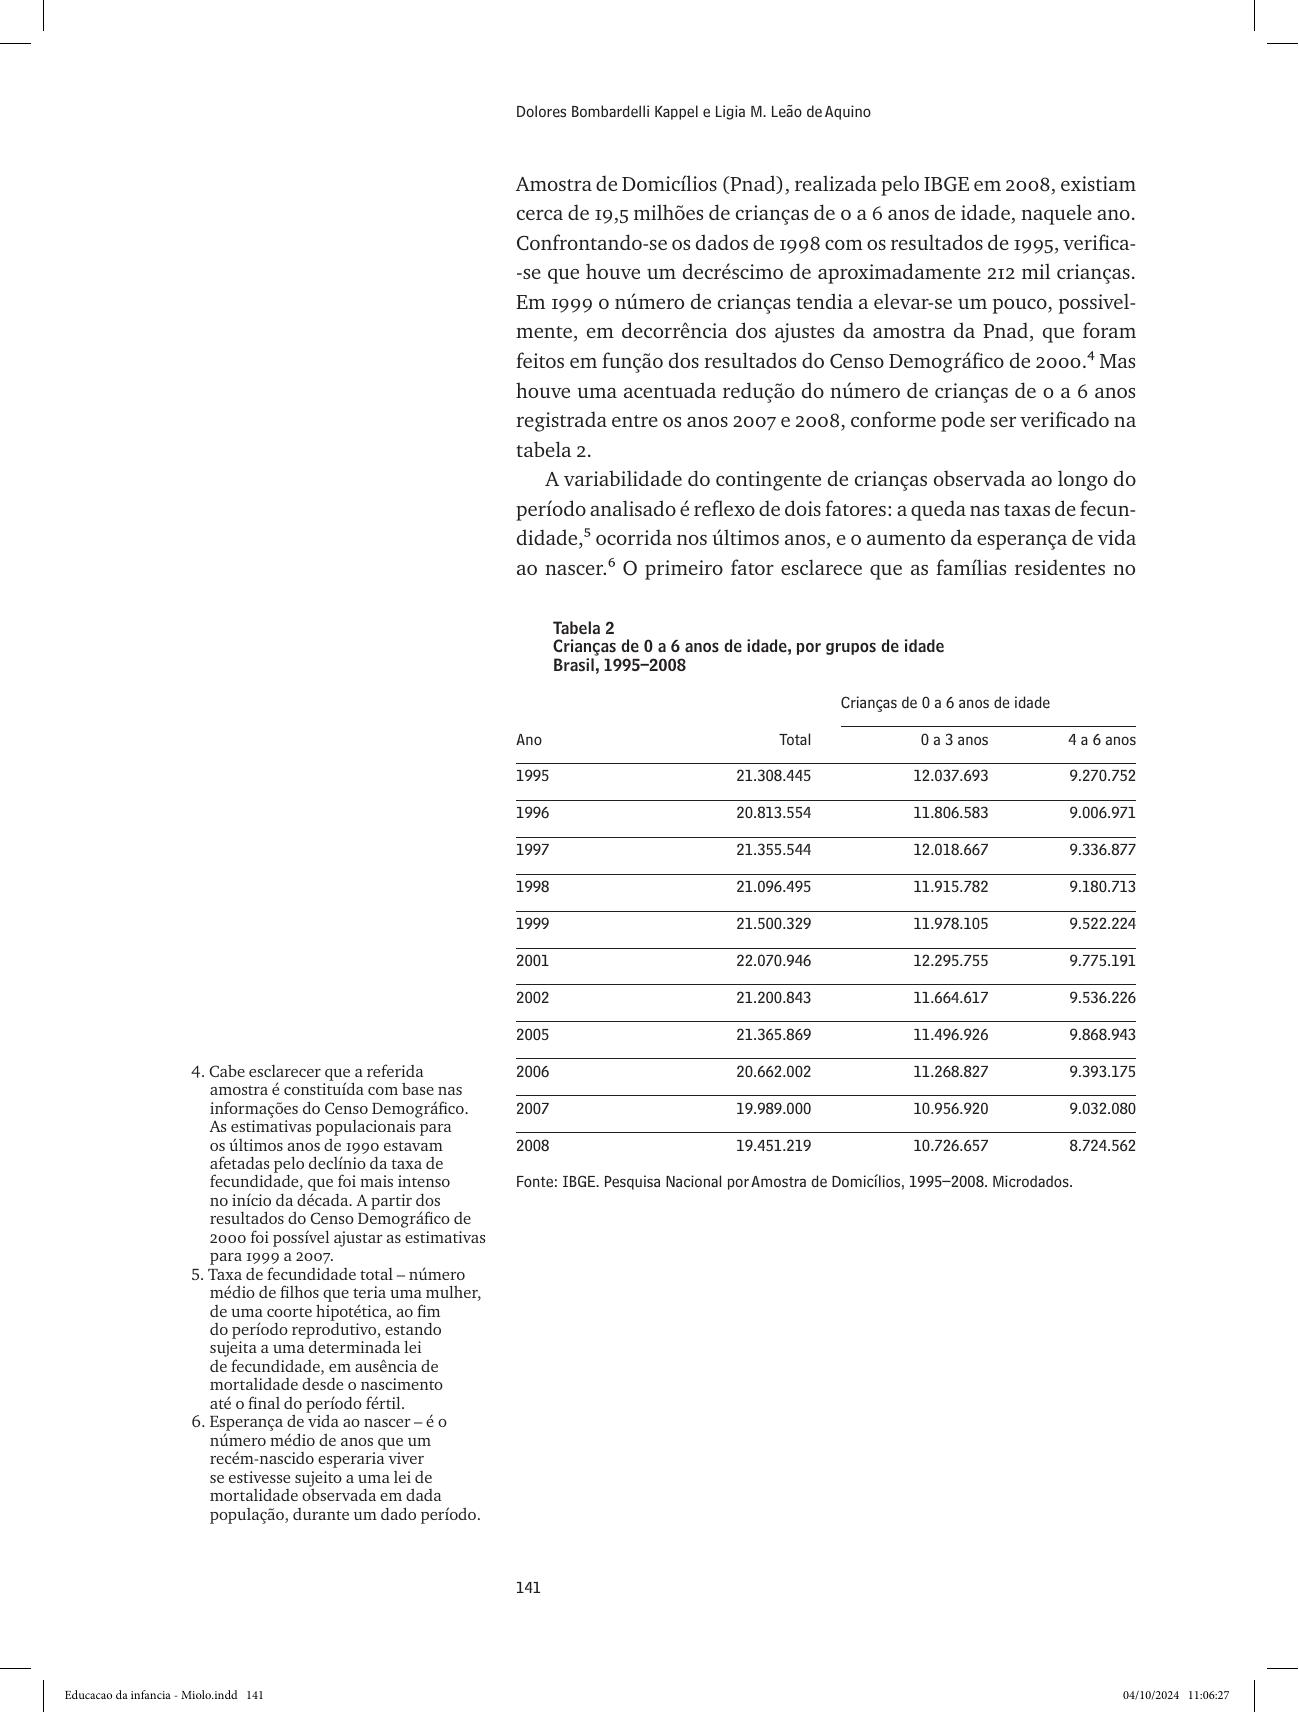 Dolores Bombardelli Kappel e Ligia M. Leão de Aquino
Amostra de Domicílios (Pnad), realizada pelo IBGE em 2008, existiam
cerca de 19,5 milhões de crianças de 0 a 6 anos de idade, naquele ano.
Confrontando-se os dados de 1998 com os resultados de 1995, verifica-
-se que houve um decréscimo de aproximadamente 212 mil crianças.
Em 1999 o número de crianças tendia a elevar-se um pouco, possivel-
mente, em decorrência dos ajustes da amostra da Pnad, que foram
feitos em função dos resultados do Censo Demográfico de 2000.⁴ Mas
houve uma acentuada redução do número de crianças de 0 a 6 anos
registrada entre os anos 2007 e 2008, conforme pode ser verificado na
tabela 2.
A variabilidade do contingente de crianças observada ao longo do
período analisado é reflexo de dois fatores: a queda nas taxas de fecun-
didade,⁵ ocorrida nos últimos anos, e o aumento da esperança de vida
ao nascer.⁶ O primeiro fator esclarece que as famílias residentes no
Tabela 2
Crianças de 0 a 6 anos de idade, por grupos de idade
Brasil, 1995–2008
Crianças de 0 a 6 anos de idade
Ano Total 0 a 3 anos 4 a 6 anos
1995 21.308.445 12.037.693 9.270.752
1996 20.813.554 11.806.583 9.006.971
1997 21.355.544 12.018.667 9.336.877
1998 21.096.495 11.915.782 9.180.713
1999 21.500.329 11.978.105 9.522.224
2001 22.070.946 12.295.755 9.775.191
2002 21.200.843 11.664.617 9.536.226
2005 21.365.869 11.496.926 9.868.943
2006 20.662.002 11.268.827 9.393.175
2007 19.989.000 10.956.920 9.032.080
2008 19.451.219 10.726.657 8.724.562
Fonte: IBGE. Pesquisa Nacional por Amostra de Domicílios, 1995–2008. Microdados.
4. Cabe esclarecer que a referida
amostra é constituída com base nas
informações do Censo Demográfico.
As estimativas populacionais para
os últimos anos de 1990 estavam
afetadas pelo declínio da taxa de
fecundidade, que foi mais intenso
no início da década. A partir dos
resultados do Censo Demográfico de
2000 foi possível ajustar as estimativas
para 1999 a 2007.
5. Taxa de fecundidade total – número
médio de filhos que teria uma mulher,
de uma coorte hipotética, ao fim
do período reprodutivo, estando
sujeita a uma determinada lei
de fecundidade, em ausência de
mortalidade desde o nascimento
até o final do período fértil.
6. Esperança de vida ao nascer – é o
número médio de anos que um
recém-nascido esperaria viver
se estivesse sujeito a uma lei de
mortalidade observada em dada
população, durante um dado período.
141
Educacao da infancia - Miolo.indd 141
04/10/2024 11:06:27